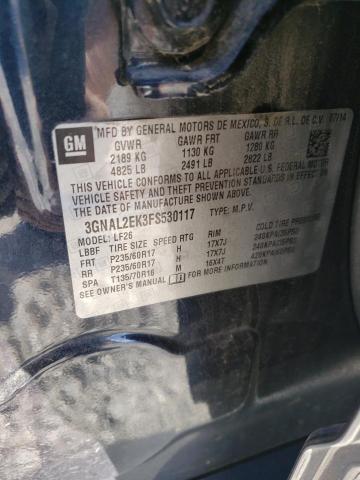 GM
MFD BY GENERAL MOTORS DE MEXICO, S. DE R.L. DE C.V. 07/14
GVWR GAWR FRT GAWR RR
2189 KG 1130 KG 1280 KG
4825 LB 2491 LB 2822 LB
THIS VEHICLE CONFORMS TO ALL APPLICABLE U.S. FEDERAL MOTOR
VEHICLE SAFETY AND THEFT PREVENTION STANDARDS IN EFFECT
ON THE DATE OF MANUFACTURE SHOWN ABOVE.
3GNAL2EK3FS530117 TYPE: M.P.V.
MODEL: LF26
LBBF TIRE SIZE SPEED RTG RIM COLD TIRE PRESSURE
FRT P235/60R17 H 17X7J 240KPA(35PSI)
RR P235/60R17 H 17X7J 240KPA(35PSI)
SPA T135/70R16 M 16X4T 420KPA(60PSI)
SEE OWNER'S MANUAL FOR MORE INFORMATION.